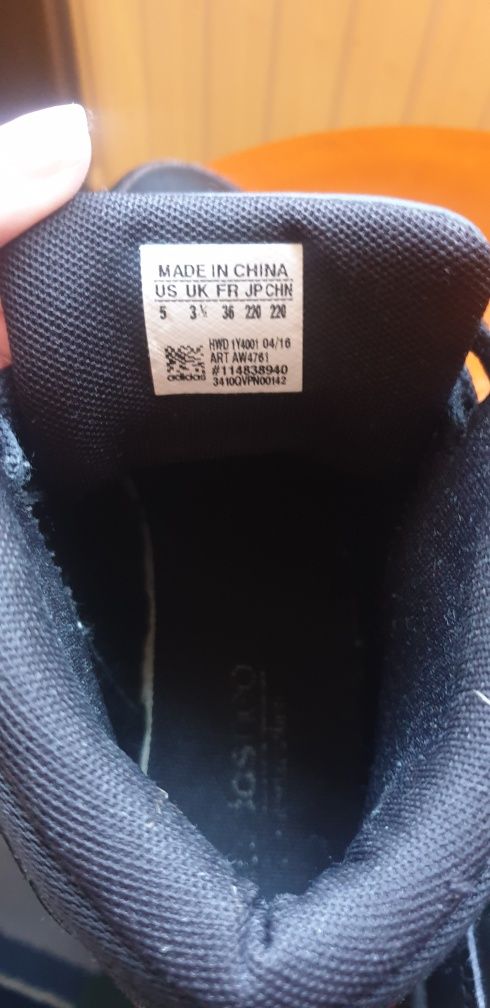 MADE IN CHINA
US UK FR JP CHN
5 3½ 36 220 220
HWD 1Y4001 04/16
ART AW4761
#114838940
3410QVPN00142
adidas